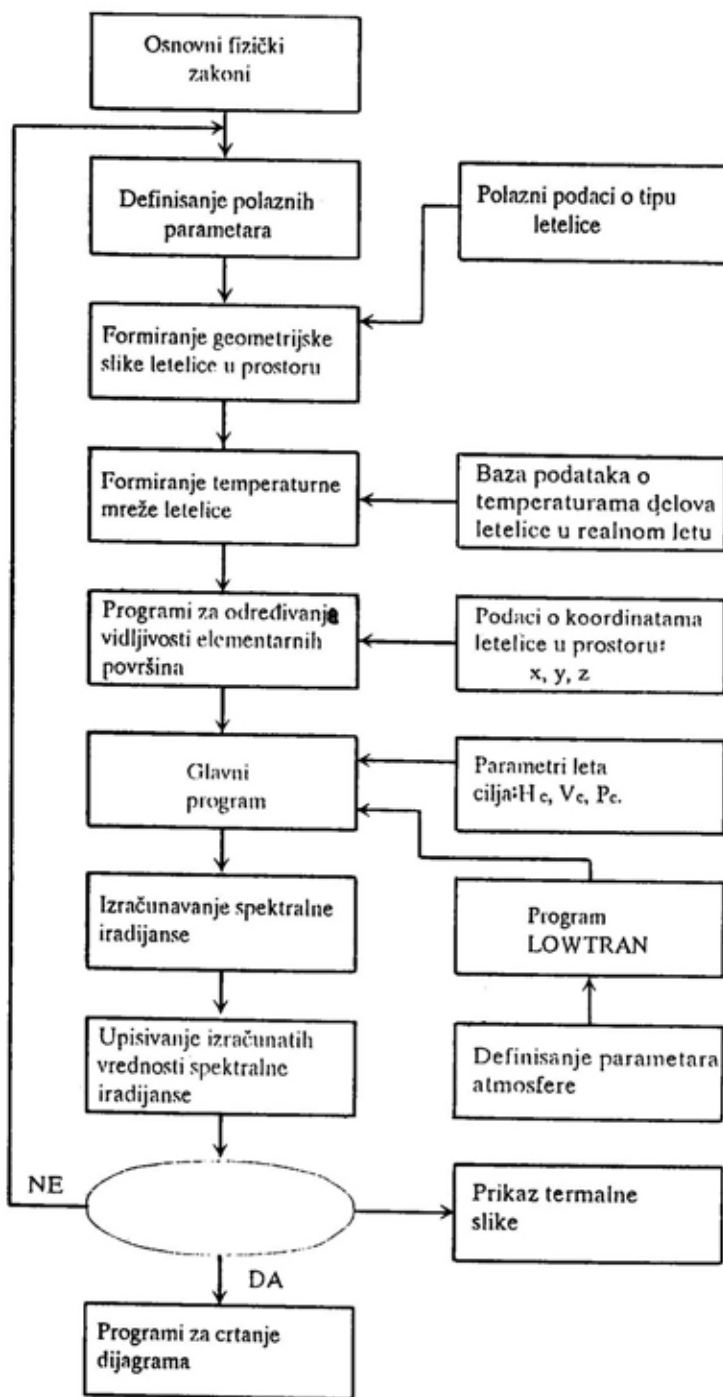 Osnovni fizički
zakoni
Definisanje polaznih
parametara
Polazni podaci o tipu
letelice
Formiranje geometrijske
slike letelice u prostoru
Formiranje temperaturne
mreže letelice
Baza podataka o
temperaturama delova
letelice u realnom letu
Programi za određivanja
vidljivosti elementarnih
površina
Podaci o koordinatama
letelice u prostoru:
x, y, z
Glavni
program
Parametri leta
cilja:Hc, Vc, Pc.
Izračunavanje spektralne
iradijanse
Program
LOWTRAN
Upisivanje izračunatih
vrednosti spektralne
iradijanse
Definisanje parametara
atmosfere
NE
Prikaz termalne
slike
DA
Programi za crtanje
dijagrama